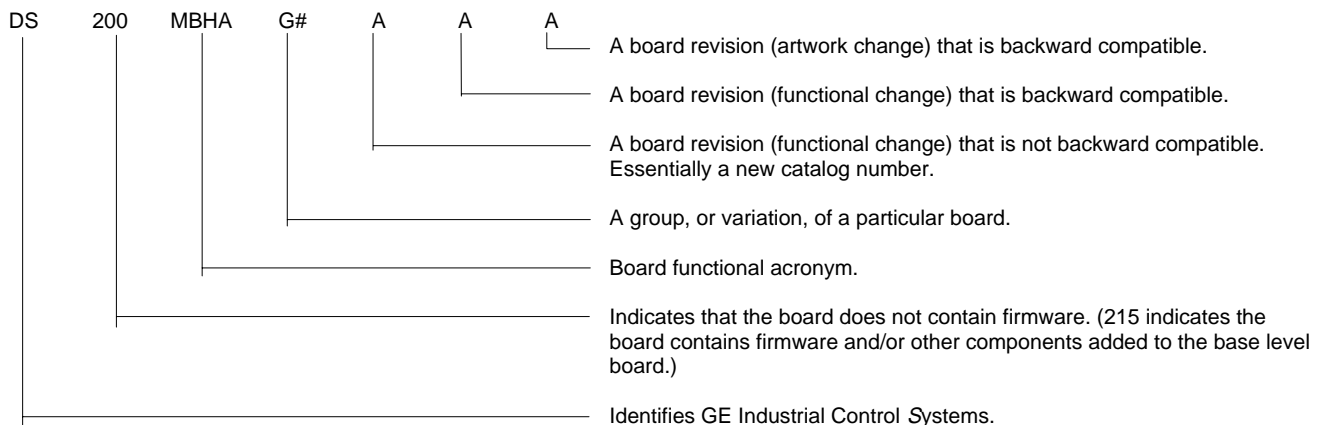 DS 200 MBHA G# A A A
A board revision (artwork change) that is backward compatible.
A board revision (functional change) that is backward compatible.
A board revision (functional change) that is not backward compatible.
Essentially a new catalog number.
A group, or variation, of a particular board.
Board functional acronym.
Indicates that the board does not contain firmware. (215 indicates the
board contains firmware and/or other components added to the base level
board.)
Identifies GE Industrial Control Systems.